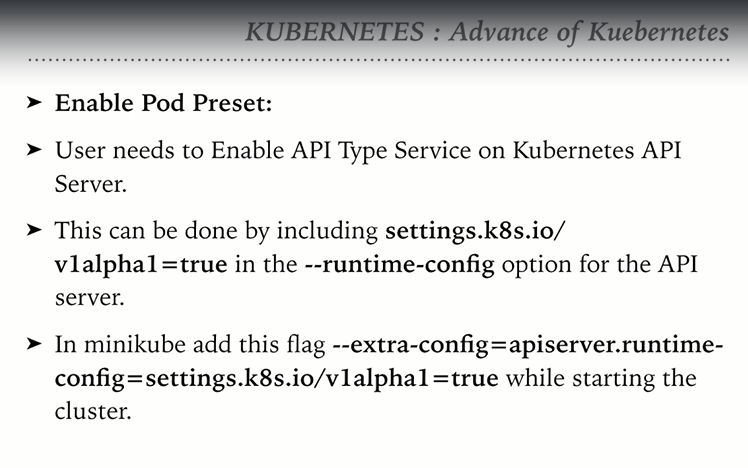 KUBERNETES : Advance of Kuebernetes
➤ Enable Pod Preset:
➤ User needs to Enable API Type Service on Kubernetes API
Server.
➤ This can be done by including settings.k8s.io/
v1alpha1=true in the --runtime-config option for the API
server.
➤ In minikube add this flag --extra-config=apiserver.runtime-
config=settings.k8s.io/v1alpha1=true while starting the
cluster.